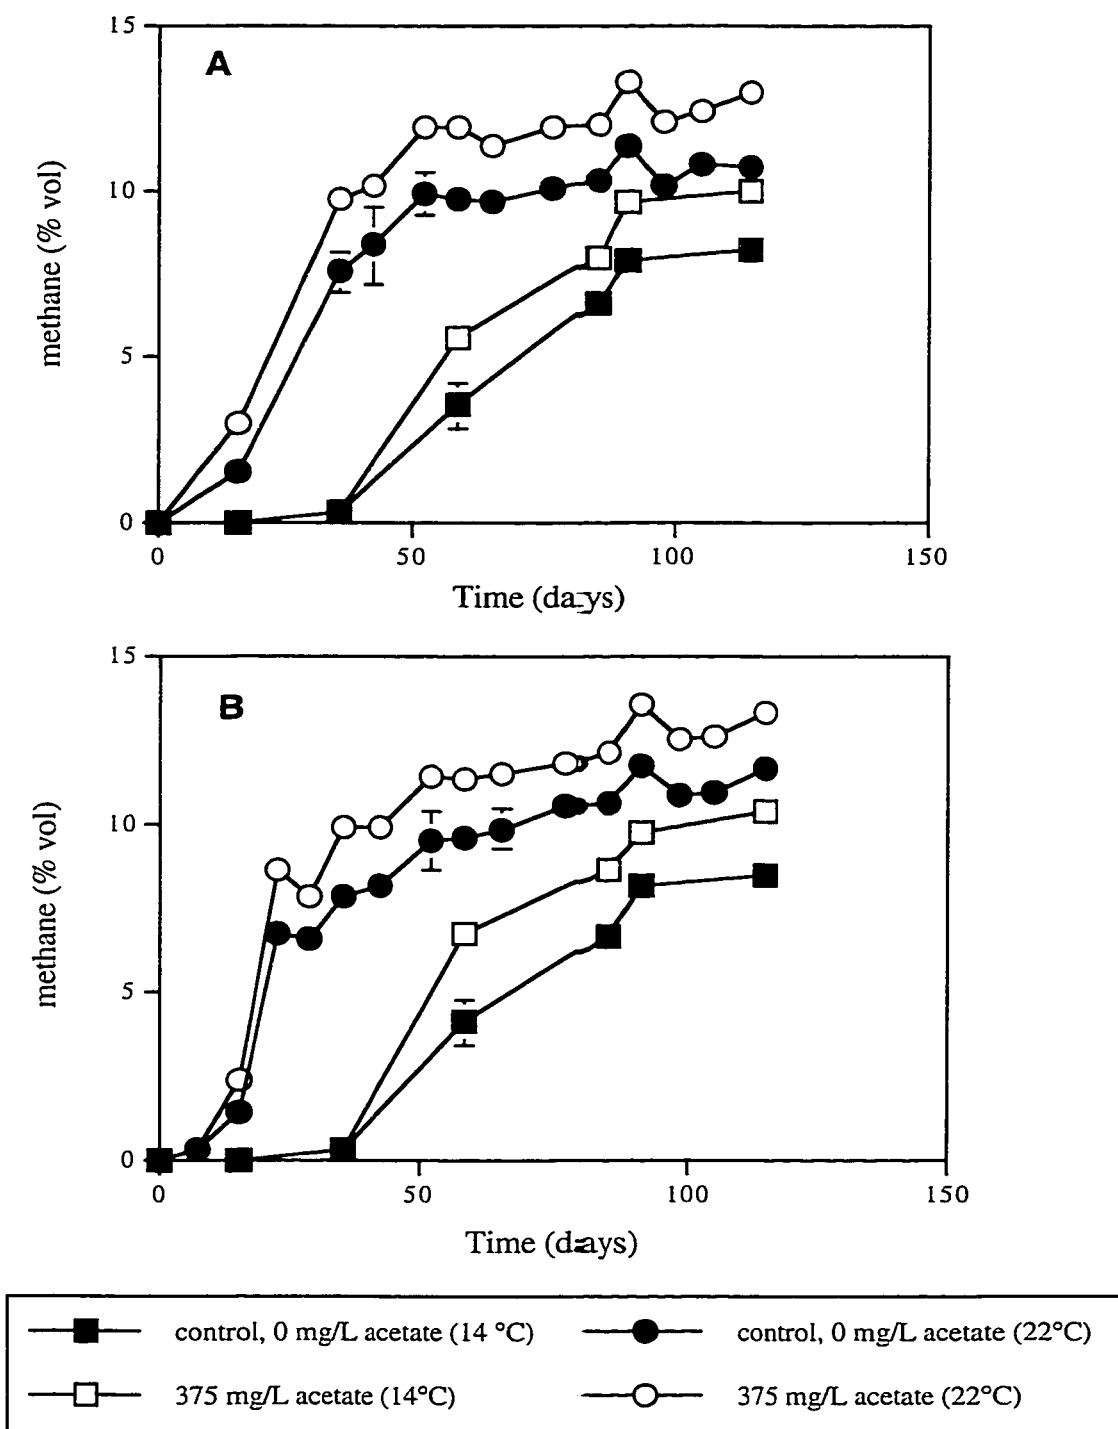 15
A
10
5
0
methane (% vol)
0 50 100 150
Time (days)
15
B
10
5
0
methane (% vol)
0 50 100 150
Time (days)
control, 0 mg/L acetate (14 °C)
control, 0 mg/L acetate (22°C)
375 mg/L acetate (14°C)
375 mg/L acetate (22°C)